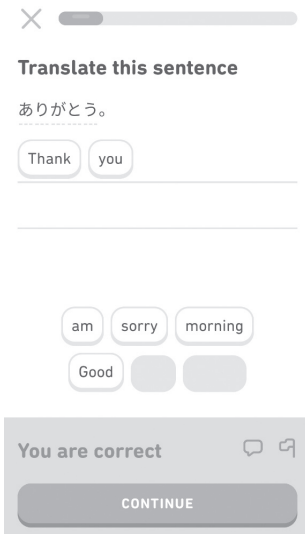 Translate this sentence
ありがとう。
Thank you
am sorry morning
Good
You are correct
CONTINUE